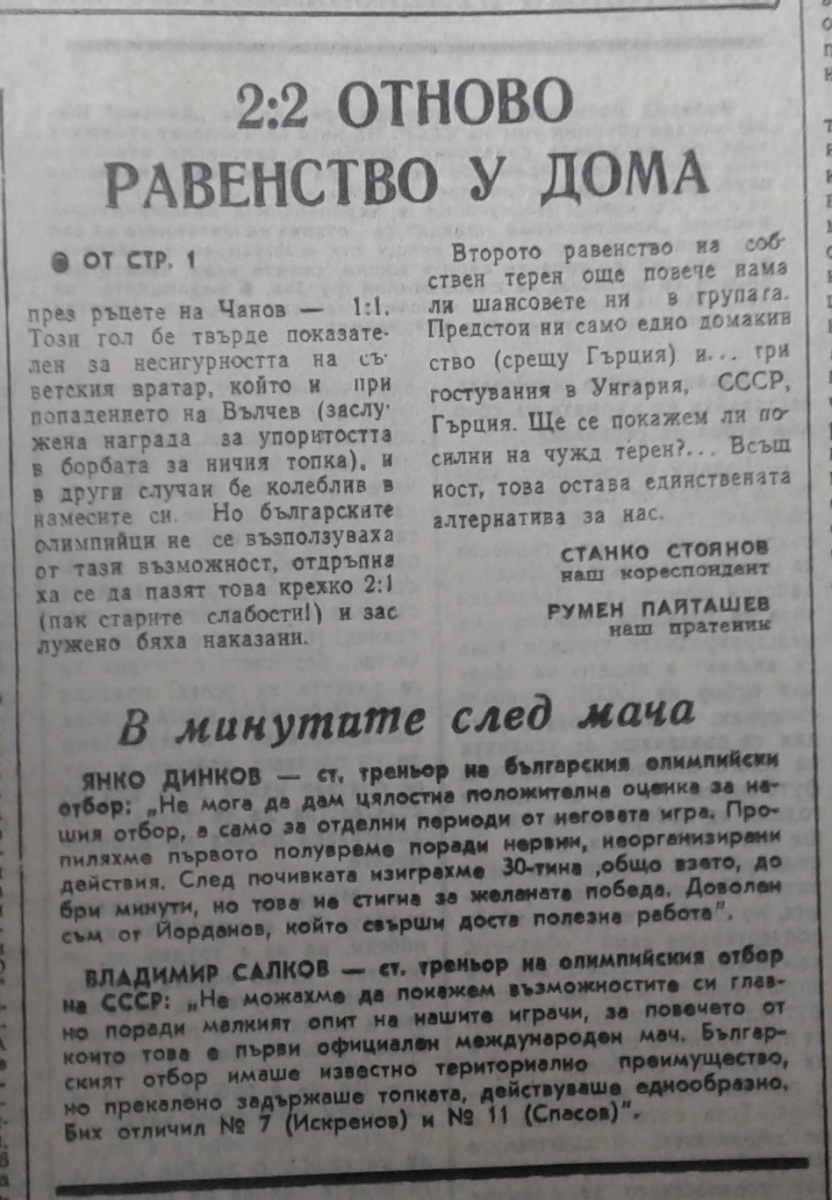 2:2 ОТНОВО
РАВЕНСТВО У ДОМА
● ОТ СТР. 1
през ръцете на Чанов — 1:1.
Този гол бе твърде показате-
лен за несигурността на съ-
ветския вратар, който и при
попадението на Вълчев (заслу-
жена награда за упоритостта
в борбата за ничия топка), и
в други случаи бе колеблив в
намесите си. Но българските
олимпийци не се възползуваха
от тази възможност, отдръпна
ха се да пазят това крехко 2:1
(пак старите слабости!) и зас
лужено бяха наказани.
Второто равенство на соб-
ствен терен още повече нама
ли шансовете ни в групата.
Предстои ни само едно домакин
ство (срещу Гърция) и... три
гостувания в Унгария, СССР,
Гърция. Ще се покажем ли по-
силни на чужд терен?... Всъщ
ност, това остава единствената
алтернатива за нас.
СТАНКО СТОЯНОВ
наш кореспондент
РУМЕН ПАЙТАШЕВ
наш пратеник
В минутате след мача
ЯНКО ДИНКОВ — ст. треньор на българския олимпийски
отбор: „Не мога да дам цялостна положителна оценка за на-
шия отбор, а само за отделни периоди от неговата игра. Про-
пиляхме първото полувреме поради нервни, неорганизирани
действия. След почивката изиграхме 30-тина ,общо взето, до
бри минути, но това не стигна за желаната победа. Доволен
съм от Йорданов, който свърши доста полезна работа”.
ВЛАДИМИР САЛКОВ — ст. треньор на олимпийския отбор
на СССР: „Не можахме да покажем възможностите си глав-
но поради малкият опит на нашите играчи, за повечето от
които това е първи официален международен мач. Българ-
ският отбор имаше известно териториално преимущество,
но прекалено задържаше топката, действуваше еднообразно.
Бих отличил № 7 (Искренов) и № 11 (Спасов)”.